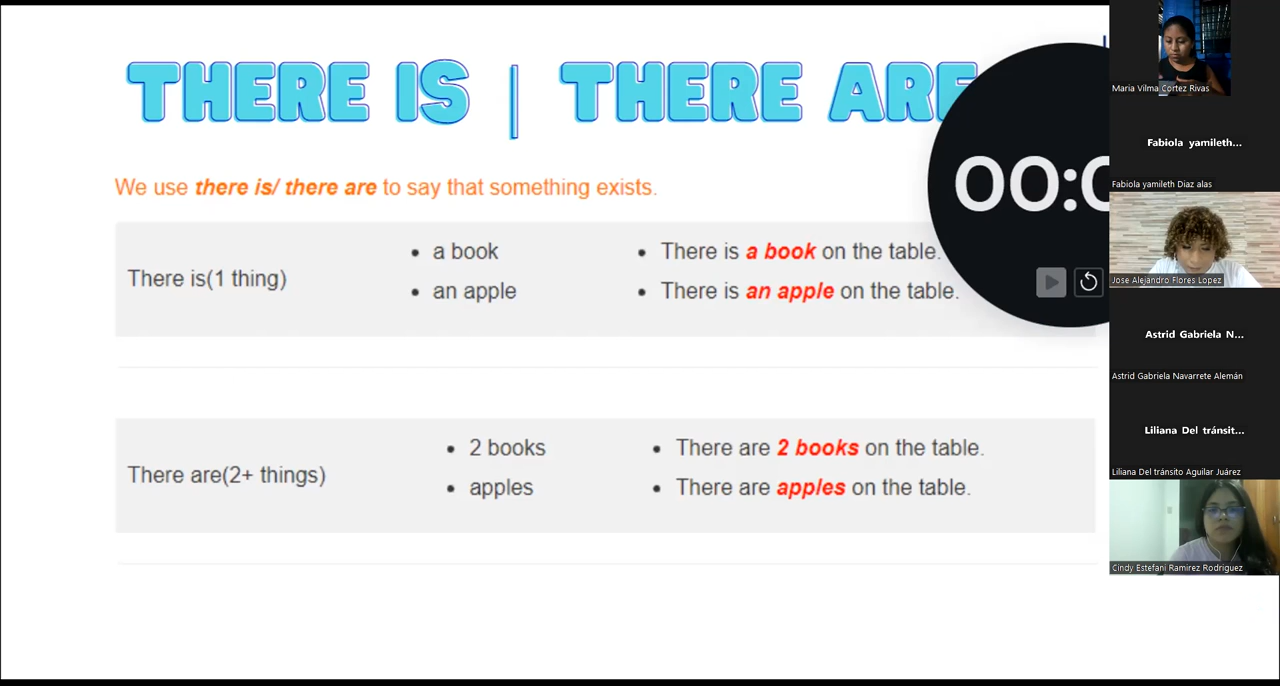 THERE IS | THERE ARE
We use there is/ there are to say that something exists.
There is(1 thing)
• a book
• an apple
• There is a book on the table.
• There is an apple on the table.
There are(2+ things)
• 2 books
• apples
• There are 2 books on the table.
• There are apples on the table.
00:0
Maria Vilma Cortez Rivas
Fabiola yamileth...
Fabiola yamileth Diaz alas
Jose Alejandro Flores Lopez
Astrid Gabriela N...
Astrid Gabriela Navarrete Alemán
Liliana Del tránsit...
Liliana Del tránsito Aguilar Juárez
Cindy Estefani Ramirez Rodriguez